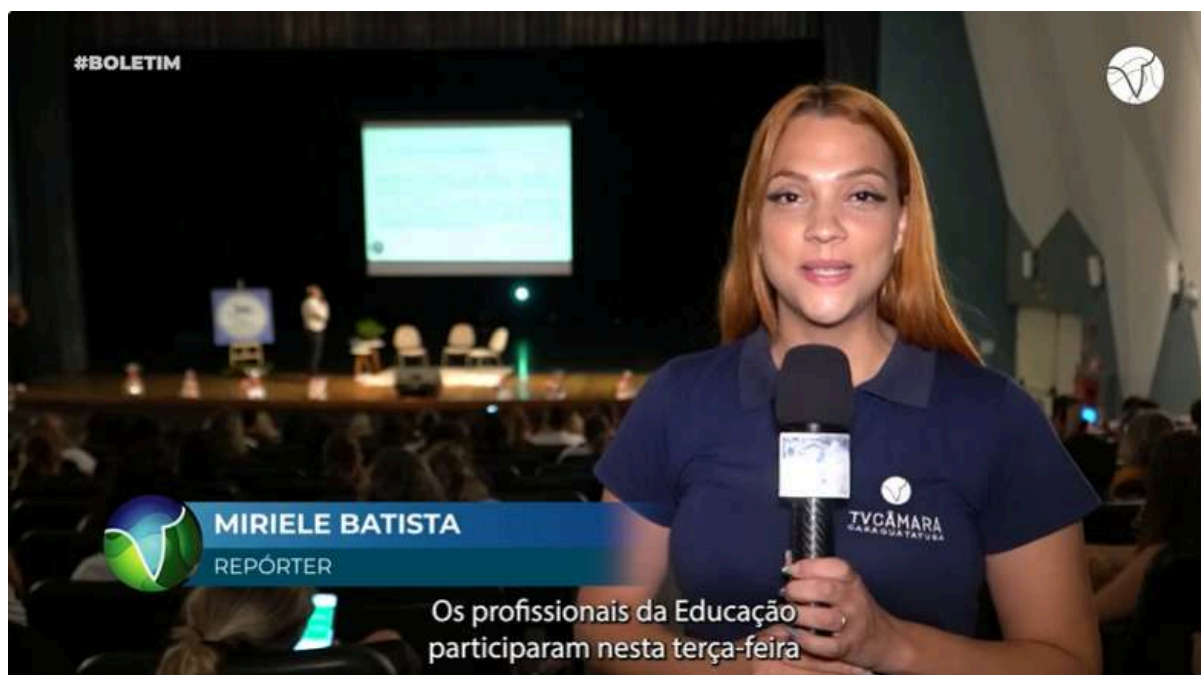 #BOLETIM
TVCÂMARA
CARAGUATATUBA
MIRIELE BATISTA
REPÓRTER
Os profissionais da Educação
participaram nesta terça-feira